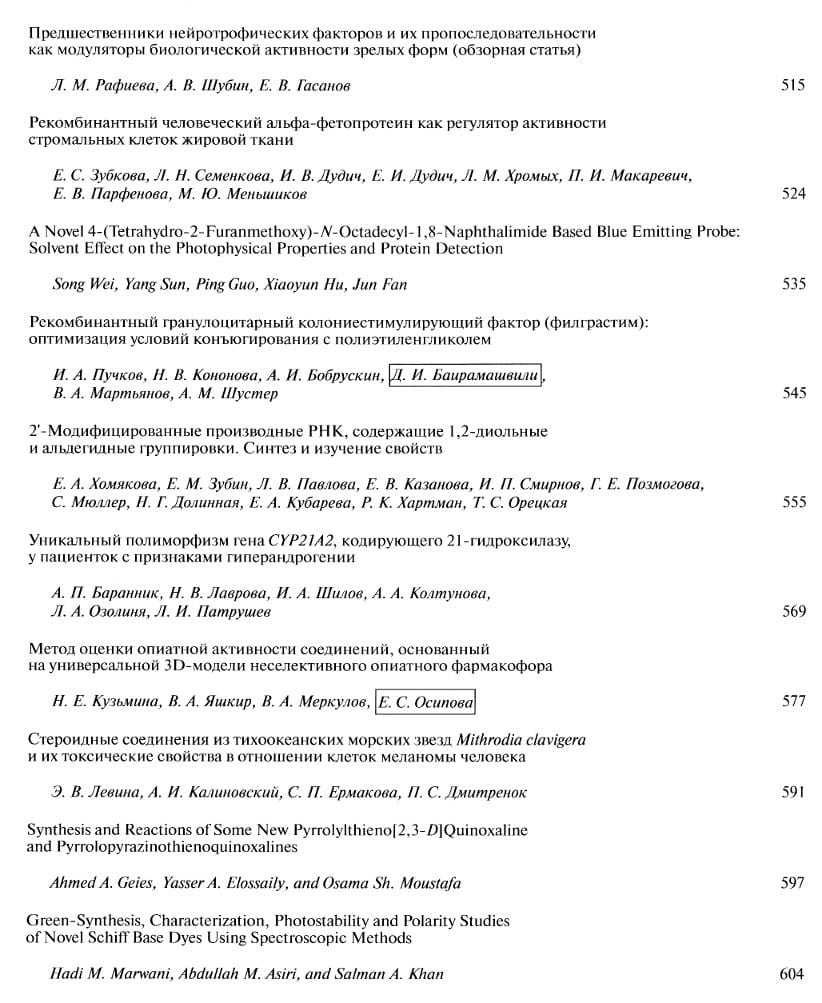 Предшественники нейротрофических факторов и их пропоследовательности
как модуляторы биологической активности зрелых форм (обзорная статья)
Л. М. Рафиева, А. В. Шубин, Е. В. Гасанов 515
Рекомбинантный человеческий альфа-фетопротеин как регулятор активности
стромальных клеток жировой ткани
Е. С. Зубкова, Л. Н. Семенкова, И. В. Дудич, Е. И. Дудич, Л. М. Хромых, П. И. Макаревич,
Е. В. Парфенова, М. Ю. Меньшиков 524
A Novel 4-(Tetrahydro-2-Furanmethoxy)-N-Octadecyl-1,8-Naphthalimide Based Blue Emitting Probe:
Solvent Effect on the Photophysical Properties and Protein Detection
Song Wei, Yang Sun, Ping Guo, Xiaoyun Hu, Jun Fan 535
Рекомбинантный гранулоцитарный колониестимулирующий фактор (филграстим):
оптимизация условий конъюгирования с полиэтиленгликолем
И. А. Пучков, Н. В. Кононова, А. И. Бобрускин, Д. И. Баирамашвили,
В. А. Мартьянов, А. М. Шустер 545
2'-Модифицированные производные РНК, содержащие 1,2-диольные
и альдегидные группировки. Синтез и изучение свойств
Е. А. Хомякова, Е. М. Зубин, Л. В. Павлова, Е. В. Казанова, И. П. Смирнов, Г. Е. Позмогова,
С. Мюллер, Н. Г. Долинная, Е. А. Кубарева, Р. К. Хартман, Т. С. Орецкая 555
Уникальный полиморфизм гена CYP21A2, кодирующего 21-гидроксилазу,
у пациенток с признаками гиперандрогении
А. П. Баранник, Н. В. Лаврова, И. А. Шилов, А. А. Колтунова,
Л. А. Озолиня, Л. И. Патрушев 569
Метод оценки опиатной активности соединений, основанный
на универсальной 3D-модели неселективного опиатного фармакофора
Н. Е. Кузьмина, В. А. Яшкир, В. А. Меркулов, Е. С. Осипова 577
Стероидные соединения из тихоокеанских морских звезд Mithrodia clavigera
и их токсические свойства в отношении клеток меланомы человека
Э. В. Левина, А. И. Калиновский, С. П. Ермакова, П. С. Дмитренок 591
Synthesis and Reactions of Some New Pyrrolylthieno[2,3-D]Quinoxaline
and Pyrrolopyrazinothienoquinoxalines
Ahmed A. Geies, Yasser A. Elossaily, and Osama Sh. Moustafa 597
Green-Synthesis, Characterization, Photostability and Polarity Studies
of Novel Schiff Base Dyes Using Spectroscopic Methods
Hadi M. Marwani, Abdullah M. Asiri, and Salman A. Khan 604